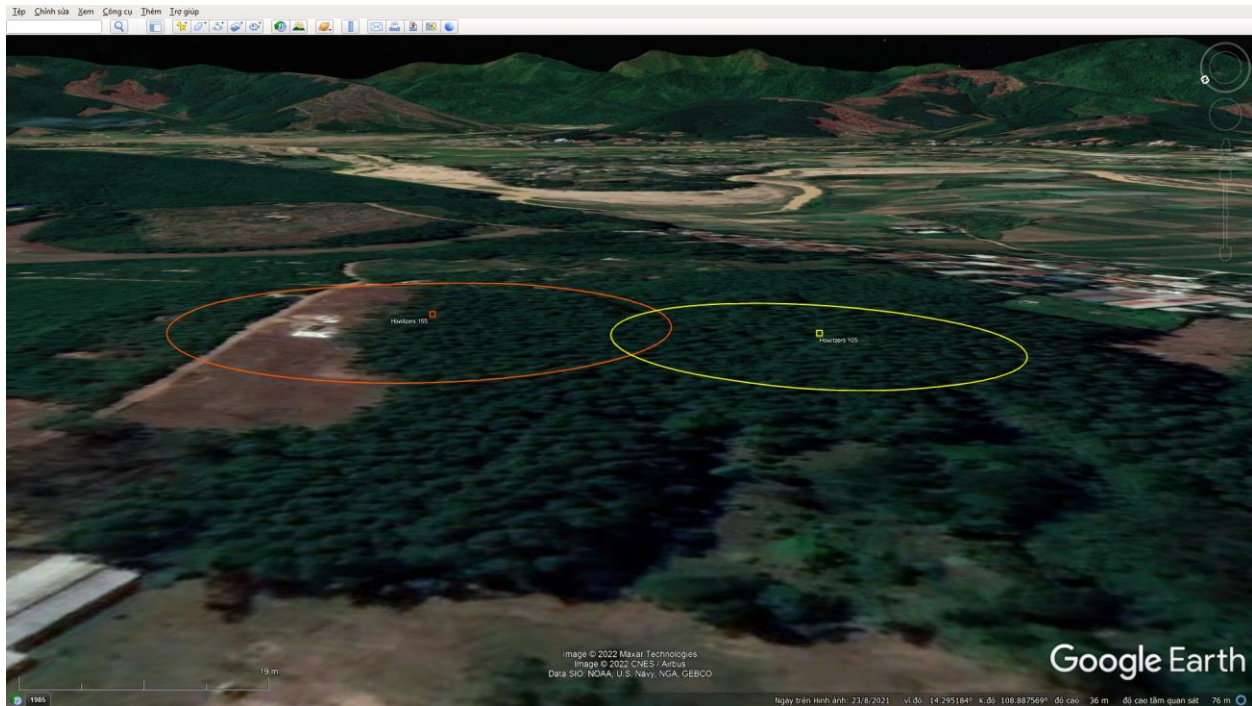 Tệp Chỉnh sửa Xem Công cụ Thêm Trợ giúp
Howitzers 155
Howitzers 105
Image © 2022 Maxar Technologies
Image © 2022 CNES / Airbus
Data SIO, NOAA, U.S. Navy, NGA, GEBCO
Google Earth
19 m
1985
Ngày trên Hình ảnh: 23/8/2021 vĩ độ 14.295184° K.độ 108.887569° độ cao 36 m độ cao tầm quan sát 76 m